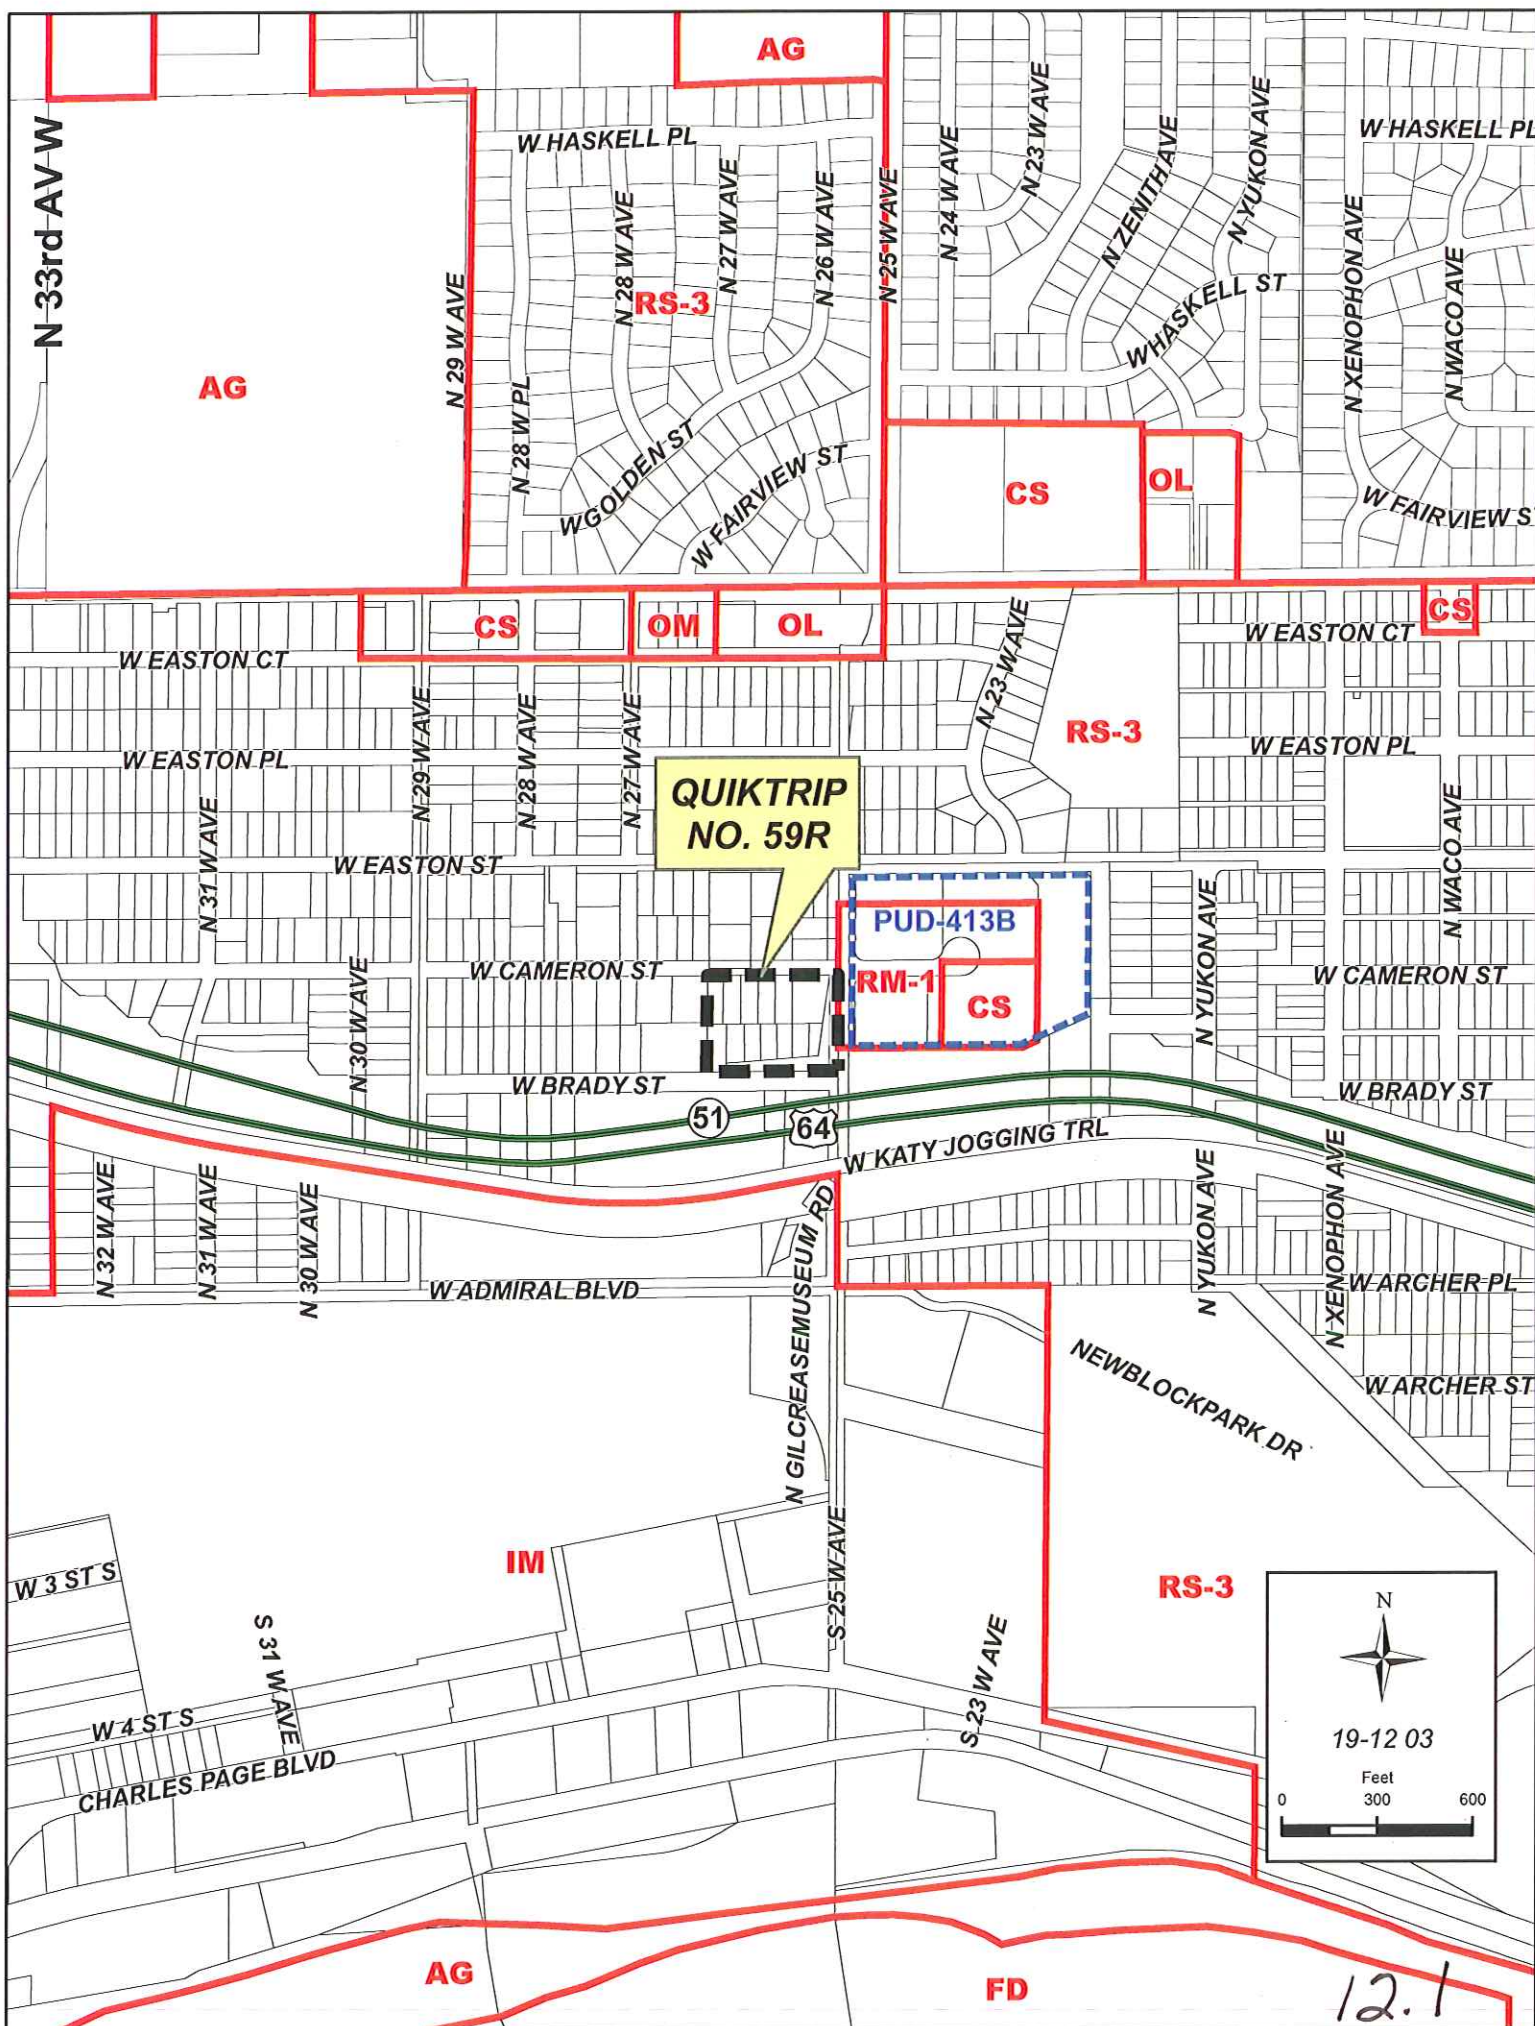 AG
W HASKELL PL
W HASKELL PL
N 33rd AV W
N 23 W AVE
N YUKON AVE
N ZENITH AVE
N 24 W AVE
N 25 W AVE
N 26 W AVE
N 27 W AVE
N 28 W AVE
RS-3
N 29 W AVE
AG
N 28 W PL
W HASKELL ST
N XENOPHON AVE
N WACO AVE
W GOLDEN ST
W FAIRVIEW ST
CS
OL
W FAIRVIEW ST
CS
OM
OL
CS
W EASTON CT
W EASTON CT
N 23 W AVE
RS-3
W EASTON PL
W EASTON PL
N 29 W AVE
N 28 W AVE
N 27 W AVE
QUIKTRIP
NO. 59R
N 31 W AVE
W EASTON ST
N WACO AVE
N YUKON AVE
PUD-413B
W CAMERON ST
RM-1
CS
W CAMERON ST
N 30 W AVE
W BRADY ST
W BRADY ST
51
64
W KATY JOGGING TRL
N 32 W AVE
N 31 W AVE
N 30 W AVE
N GILCREASEMUSEUM RD
N YUKON AVE
N XENOPHON AVE
W ADMIRAL BLVD
W ARCHER PL
NEWBLOCKPARK DR
W ARCHER ST
S 25 W AVE
IM
W 3 ST S
RS-3
S 31 W AVE
S 23 W AVE
W 4 ST S
CHARLES PAGE BLVD
N
19-12 03
Feet
0 300 600
AG
FD
12.1